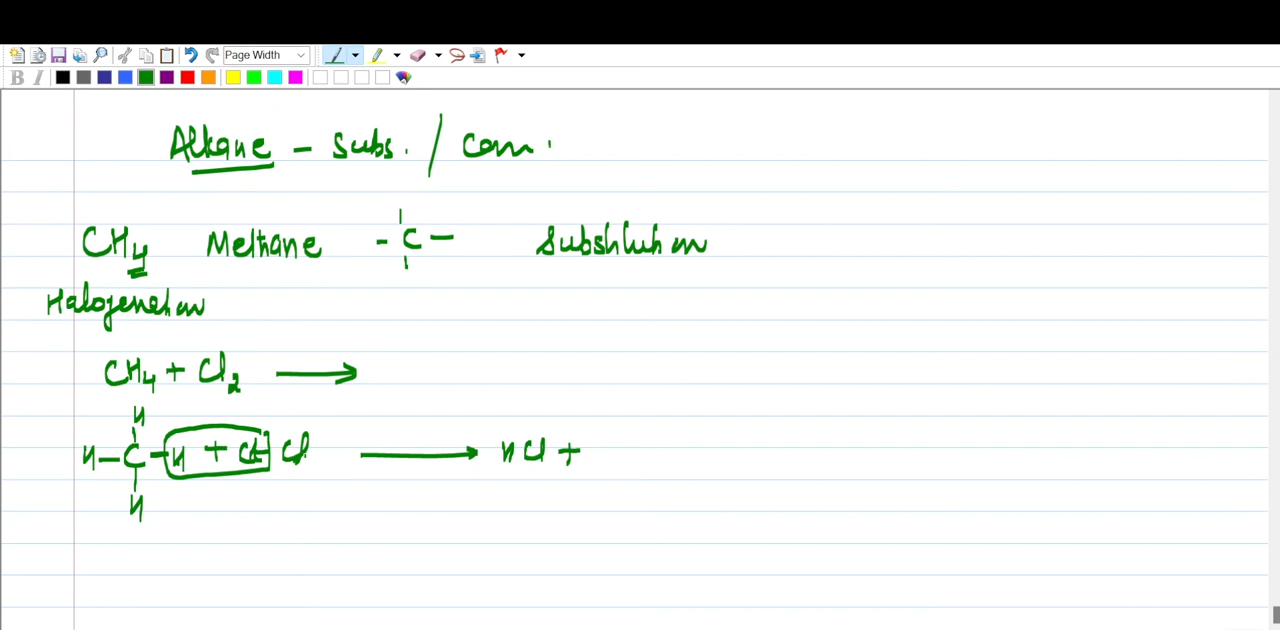 Page Width
B I
Alkane - Subs. / Com.
CH4 Methane - C - Substitution
Halogenation
CH4 + Cl2 ⟶
H
H - C - H + Cl - Cl ⟶ HCl +
H